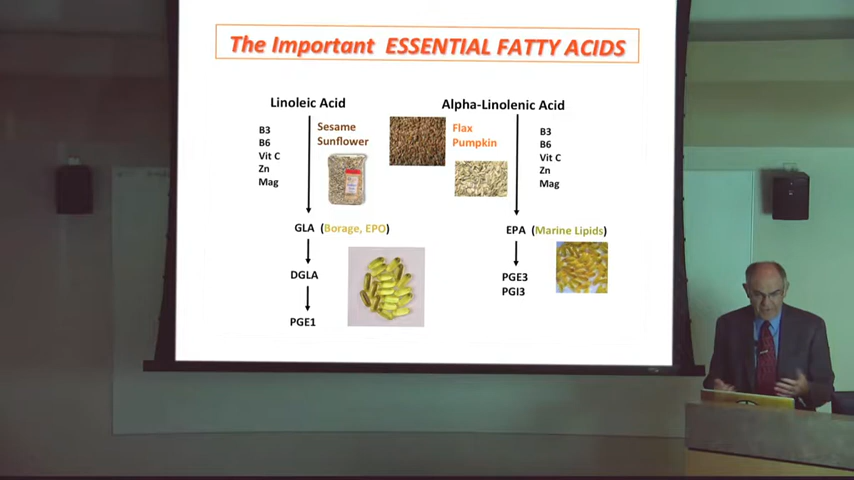 The Important ESSENTIAL FATTY ACIDS
Linoleic Acid
B3
B6
Vit C
Zn
Mag
Sesame
Sunflower
GLA (Borage, EPO)
DGLA
PGE1
Alpha-Linolenic Acid
Flax
Pumpkin
B3
B6
Vit C
Zn
Mag
EPA (Marine Lipids)
PGE3
PGI3